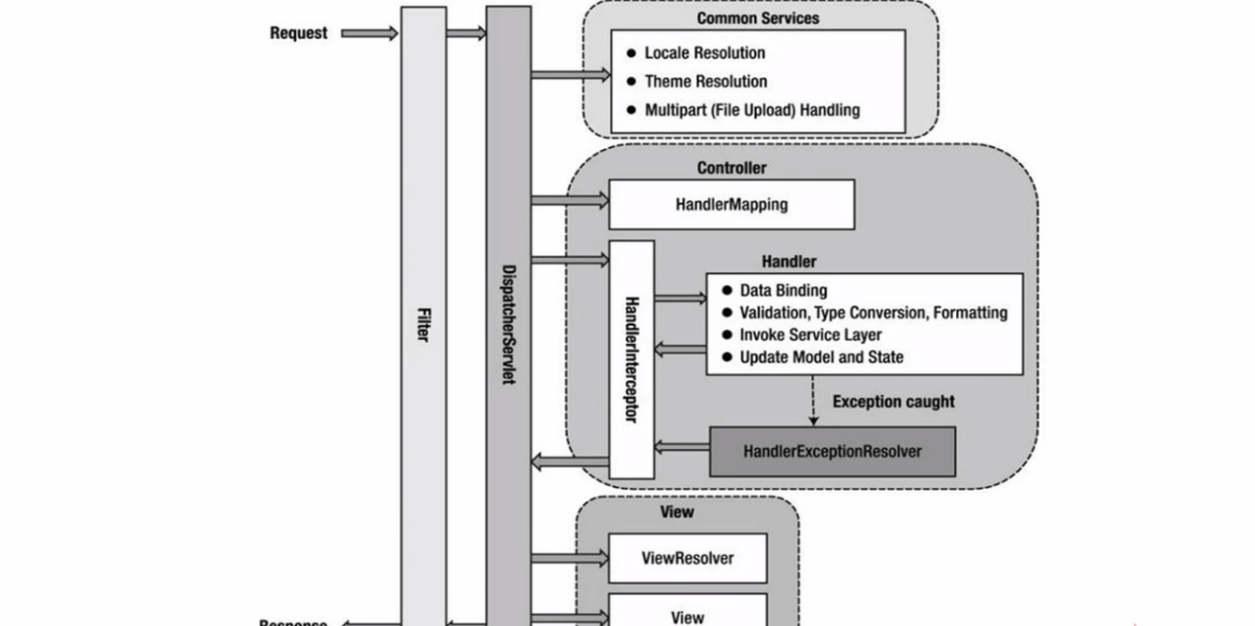 Common Services
Request
● Locale Resolution
● Theme Resolution
● Multipart (File Upload) Handling
Controller
HandlerMapping
Handler
● Data Binding
● Validation, Type Conversion, Formatting
● Invoke Service Layer
● Update Model and State
Filter
DispatcherServlet
HandlerInterceptor
Exception caught
HandlerExceptionResolver
View
ViewResolver
View
Response